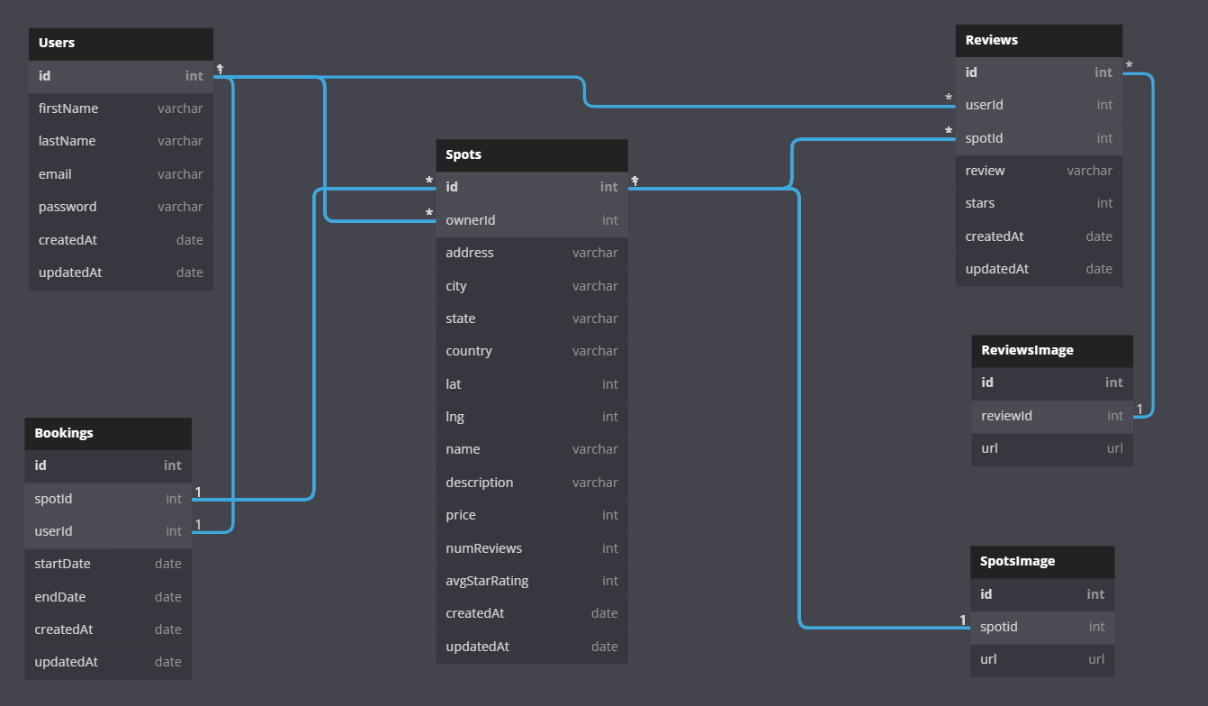 Users
id int
firstName varchar
lastName varchar
email varchar
password varchar
createdAt date
updatedAt date
Bookings
id int
spotId int 1
userId int 1
startDate date
endDate date
createdAt date
updatedAt date
Spots
* id int
* ownerId int
address varchar
city varchar
state varchar
country varchar
lat int
lng int
name varchar
description varchar
price int
numReviews int
avgStarRating int
createdAt date
updatedAt date
Reviews
id int *
* userId int
* spotId int
review varchar
stars int
createdAt date
updatedAt date
ReviewsImage
id int
reviewId int 1
url url
SpotsImage
id int
1 spotid int
url url